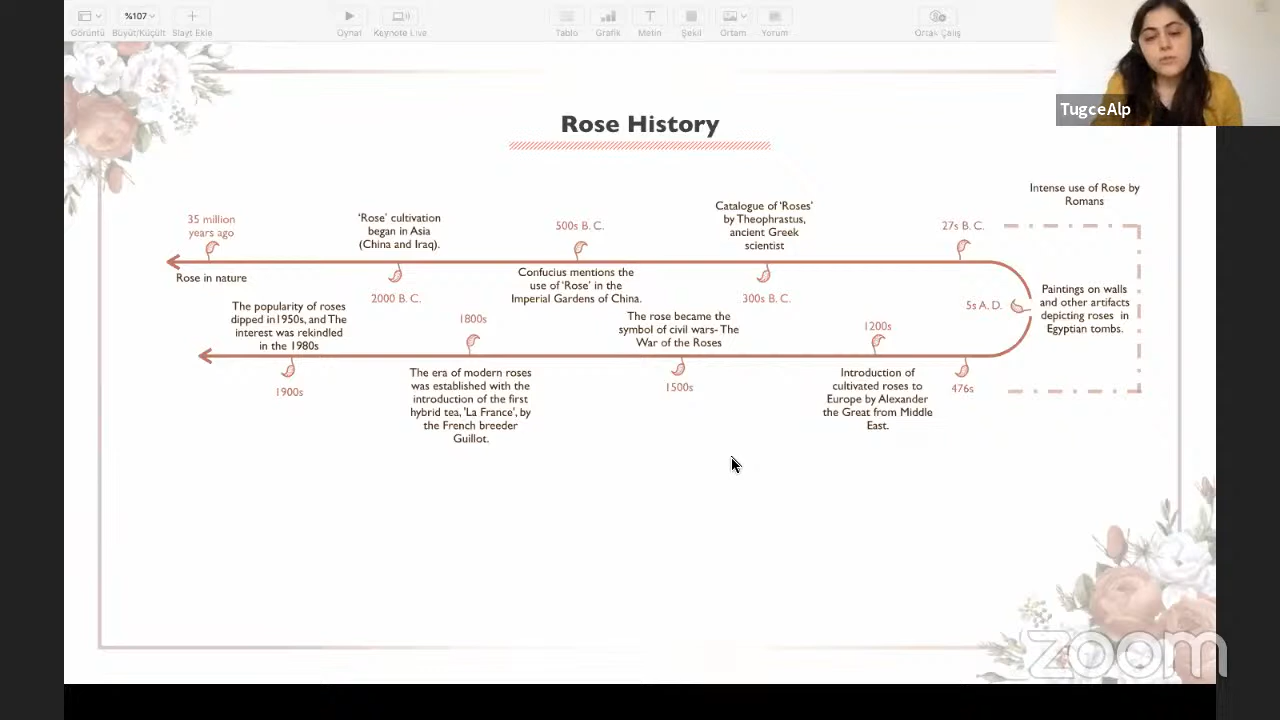 %107
Görüntü
Büyüt/Küçült
Slayt Ekle
Oynat
Keynote Live
Tablo
Grafik
Metin
Şekil
Ortam
Yorum
Ortak Çalış
TugceAlp
Rose History
35 million
years ago
Rose in nature
'Rose' cultivation
began in Asia
(China and Iraq).
2000 B. C.
500s B. C.
Confucius mentions the
use of 'Rose' in the
Imperial Gardens of China.
Catalogue of 'Roses'
by Theophrastus,
ancient Greek
scientist
300s B. C.
27s B. C.
Intense use of Rose by
Romans
5s A. D.
Paintings on walls
and other artifacts
depicting roses in
Egyptian tombs.
476s
1200s
Introduction of
cultivated roses to
Europe by Alexander
the Great from Middle
East.
The rose became the
symbol of civil wars- The
War of the Roses
1500s
1800s
The era of modern roses
was established with the
introduction of the first
hybrid tea, 'La France', by
the French breeder
Guillot.
The popularity of roses
dipped in1950s, and The
interest was rekindled
in the 1980s
1900s
zoom